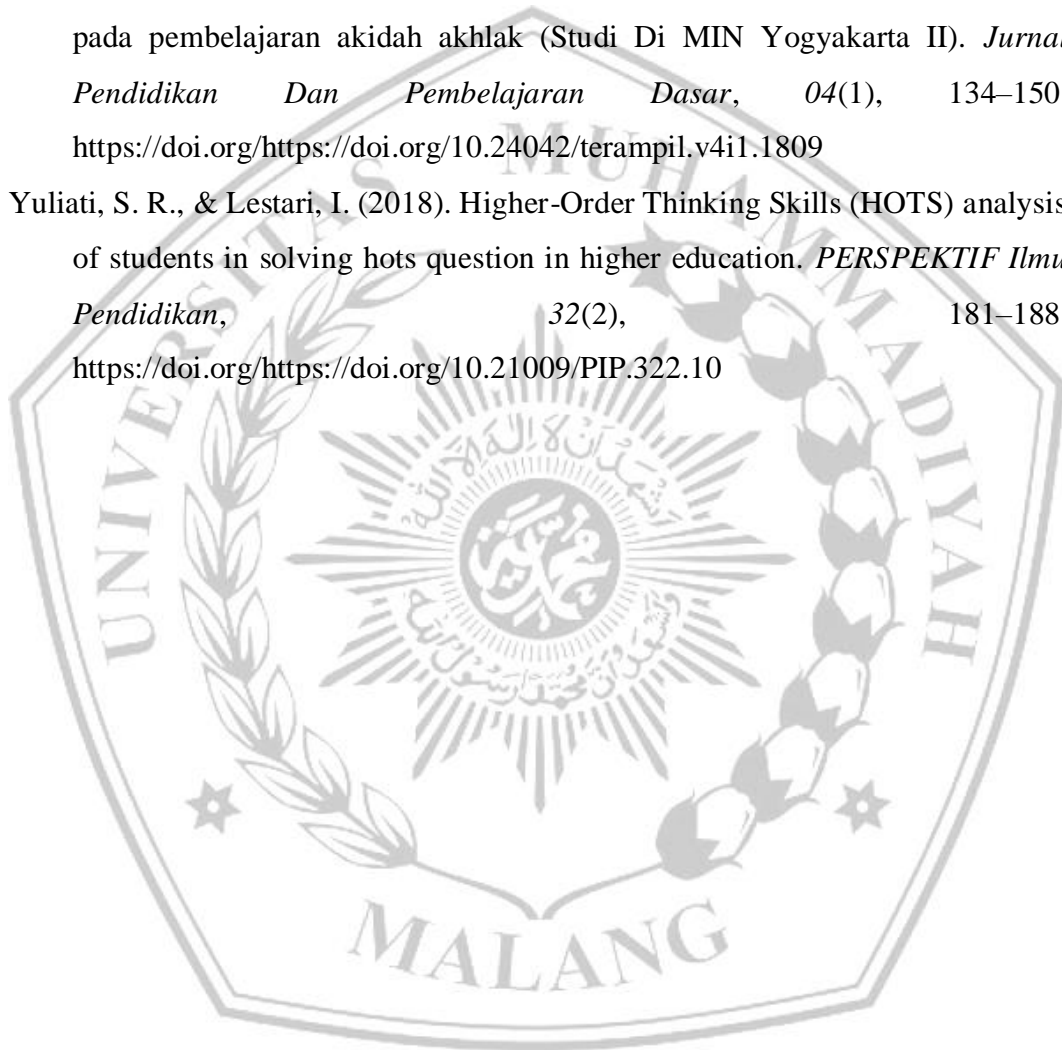 pada pembelajaran akidah akhlak (Studi Di MIN Yogyakarta II). Jurnal
Pendidikan Dan Pembelajaran Dasar, 04(1), 134–150
https://doi.org/https://doi.org/10.24042/terampil.v4i1.1809
Yuliati, S. R., & Lestari, I. (2018). Higher-Order Thinking Skills (HOTS) analysis
of students in solving hots question in higher education. PERSPEKTIF Ilmu
Pendidikan, 32(2), 181–188
https://doi.org/https://doi.org/10.21009/PIP.322.10
UNIVERSITAS MUHAMMADIYAH
MALANG